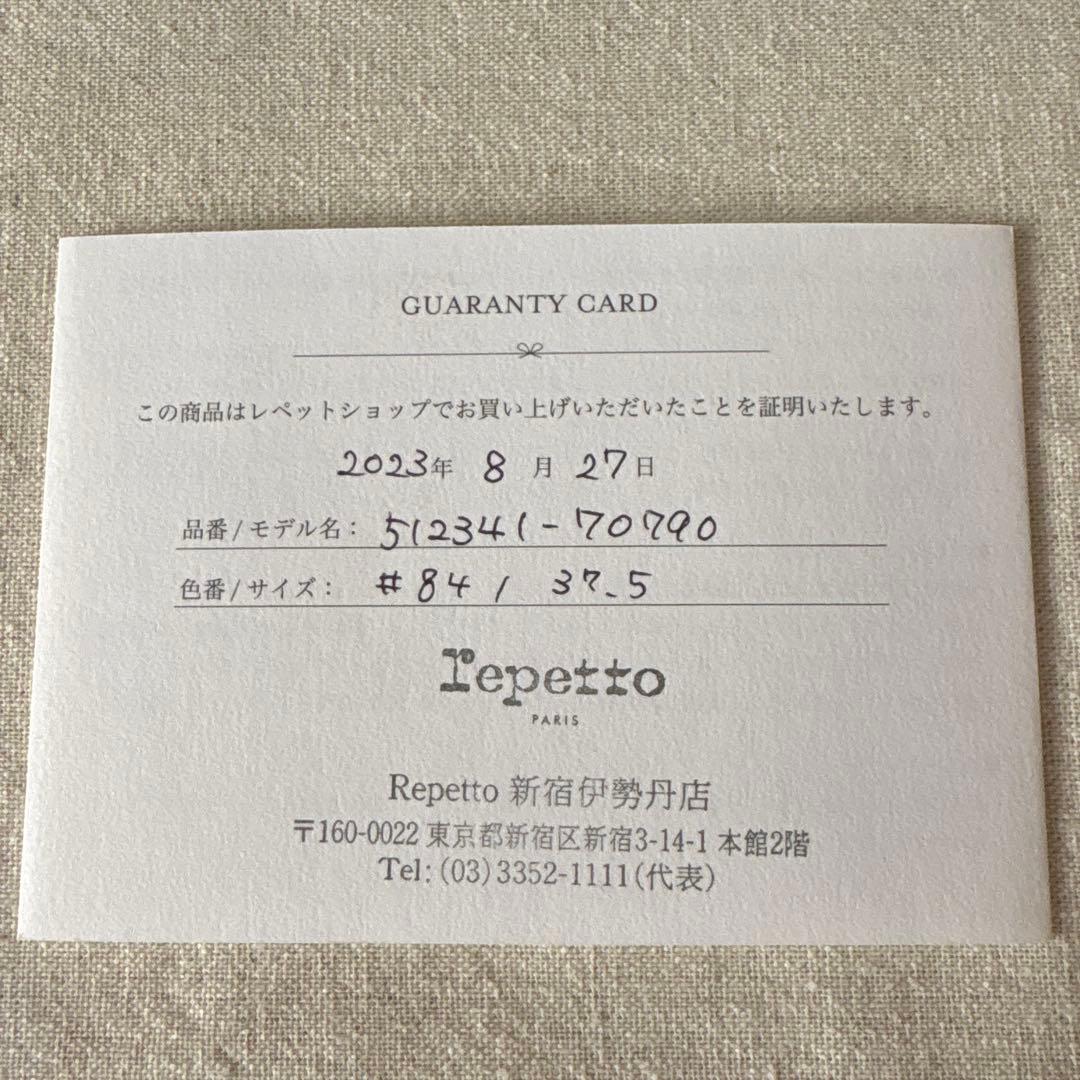 GUARANTY CARD
この商品はレペットショップでお買い上げいただいたことを証明いたします。
2023年 8月 27日
品番/モデル名: 512341-70790
色番/サイズ: #84 / 37.5
repetto
PARIS
Repetto 新宿伊勢丹店
〒160-0022 東京都新宿区新宿3-14-1 本館2階
Tel:(03)3352-1111(代表)